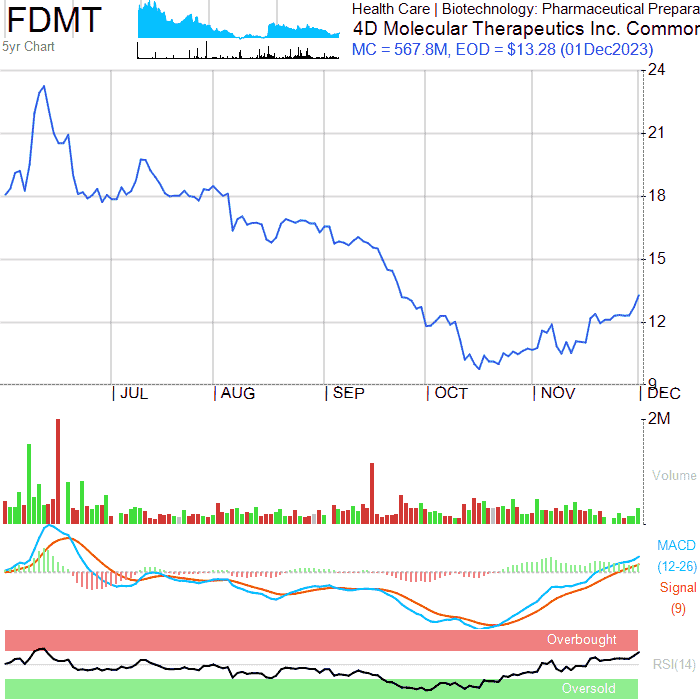 FDMT
5yr Chart
Health Care | Biotechnology: Pharmaceutical Prepara
4D Molecular Therapeutics Inc. Common
MC = 567.8M, EOD = $13.28 (01Dec2023)
24
21
18
15
12
9
JUL
AUG
SEP
OCT
NOV
DEC
2M
Volume
MACD
(12-26)
Signal
(9)
Overbought
RSI(14)
Oversold